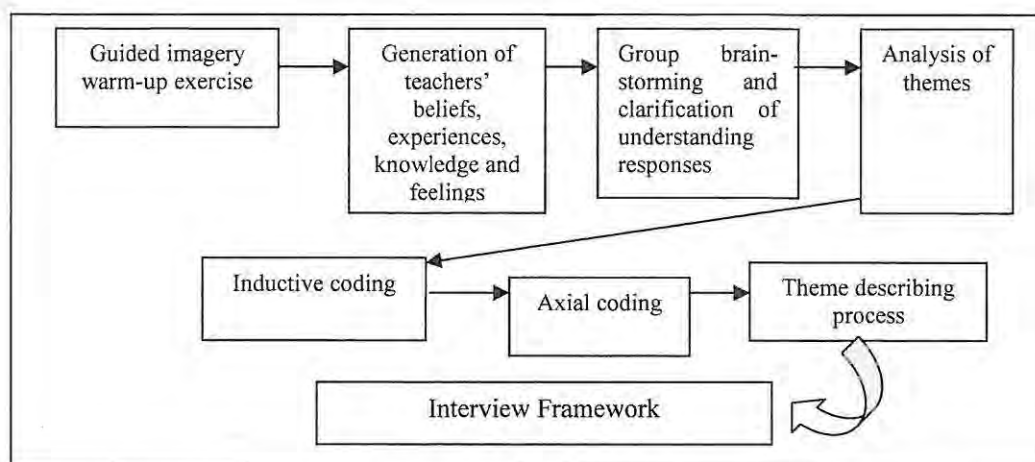 Guided imagery
warm-up exercise
Generation of
teachers'
beliefs,
experiences,
knowledge and
feelings
Group brain-
storming and
clarification of
understanding
responses
Analysis of
themes
Inductive coding
Axial coding
Theme describing
process
Interview Framework